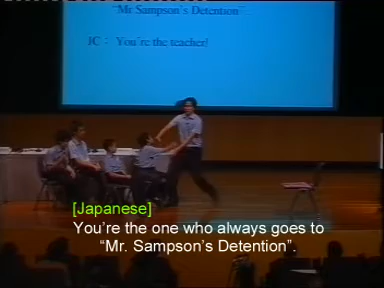 “Mr Sampson’s Detention”.
JC : You’re the teacher!
[Japanese]
You’re the one who always goes to
“Mr. Sampson’s Detention”.